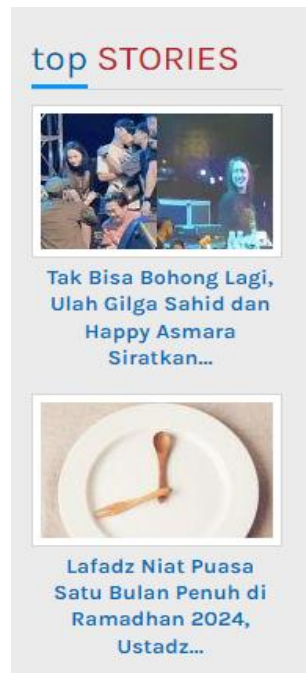 top STORIES
Tak Bisa Bohong Lagi,
Ulah Gilga Sahid dan
Happy Asmara
Siratkan...
Lafadz Niat Puasa
Satu Bulan Penuh di
Ramadhan 2024,
Ustadz...